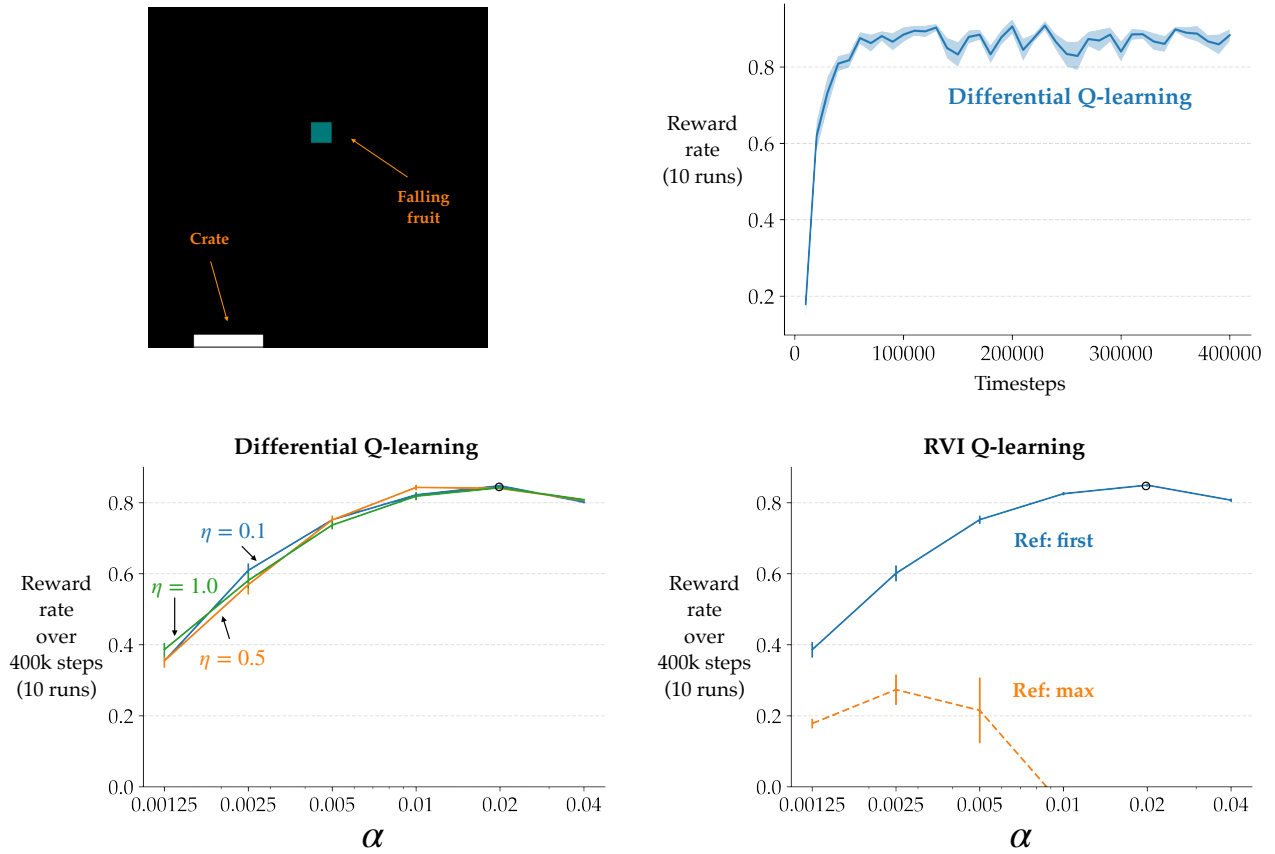 Falling
fruit
Crate
Reward
rate
(10 runs)
0.8
0.6
0.4
0.2
Differential Q-learning
0
100000
200000
300000
400000
Timesteps
Differential Q-learning
Reward
rate
over
400k steps
(10 runs)
0.8
0.6
0.4
0.2
0.0
η = 0.1
η = 1.0
η = 0.5
0.00125
0.0025
0.005
0.01
0.02
0.04
α
RVI Q-learning
Reward
rate
over
400k steps
(10 runs)
0.8
0.6
0.4
0.2
0.0
Ref: first
Ref: max
0.00125
0.0025
0.005
0.01
0.02
0.04
α